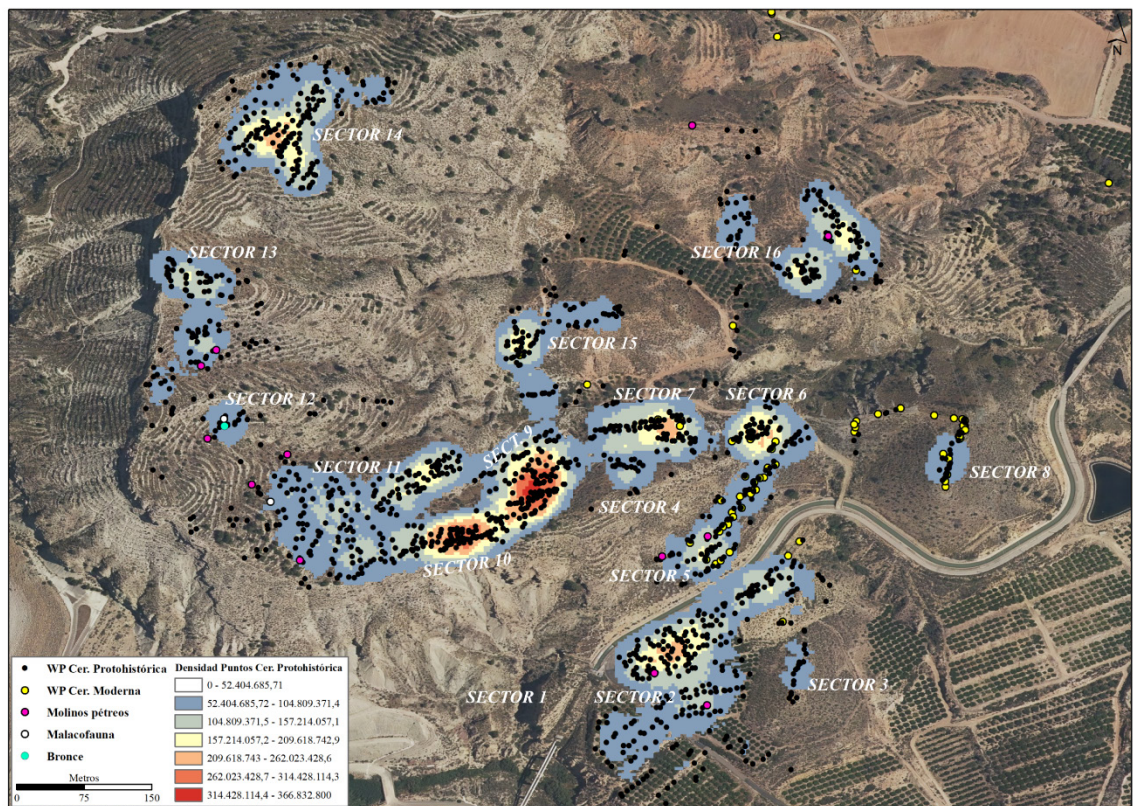 N
SECTOR 14
SECTOR 13
SECTOR 16
SECTOR 15
SECTOR 12
SECTOR 7
SECTOR 6
SECT. 9
SECTOR 11
SECTOR 8
SECTOR 4
SECTOR 10
SECTOR 5
SECTOR 3
SECTOR 1
SECTOR 2
WP Cer. Protohistórica
WP Cer. Moderna
Molinos pétreos
Malacofauna
Bronce
Metros
0 75 150
Densidad Puntos Cer. Protohistórica
0 - 52.404.685,71
52.404.685,72 - 104.809.371,4
104.809.371,5 - 157.214.057,1
157.214.057,2 - 209.618.742,9
209.618.743 - 262.023.428,6
262.023.428,7 - 314.428.114,3
314.428.114,4 - 366.832.800